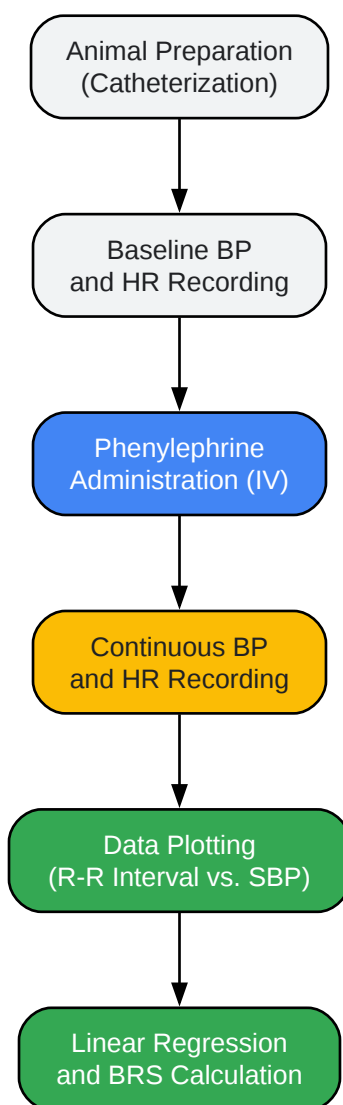 Animal Preparation
(Catheterization)
Baseline BP
and HR Recording
Phenylephrine
Administration (IV)
Continuous BP
and HR Recording
Data Plotting
(R-R Interval vs. SBP)
Linear Regression
and BRS Calculation